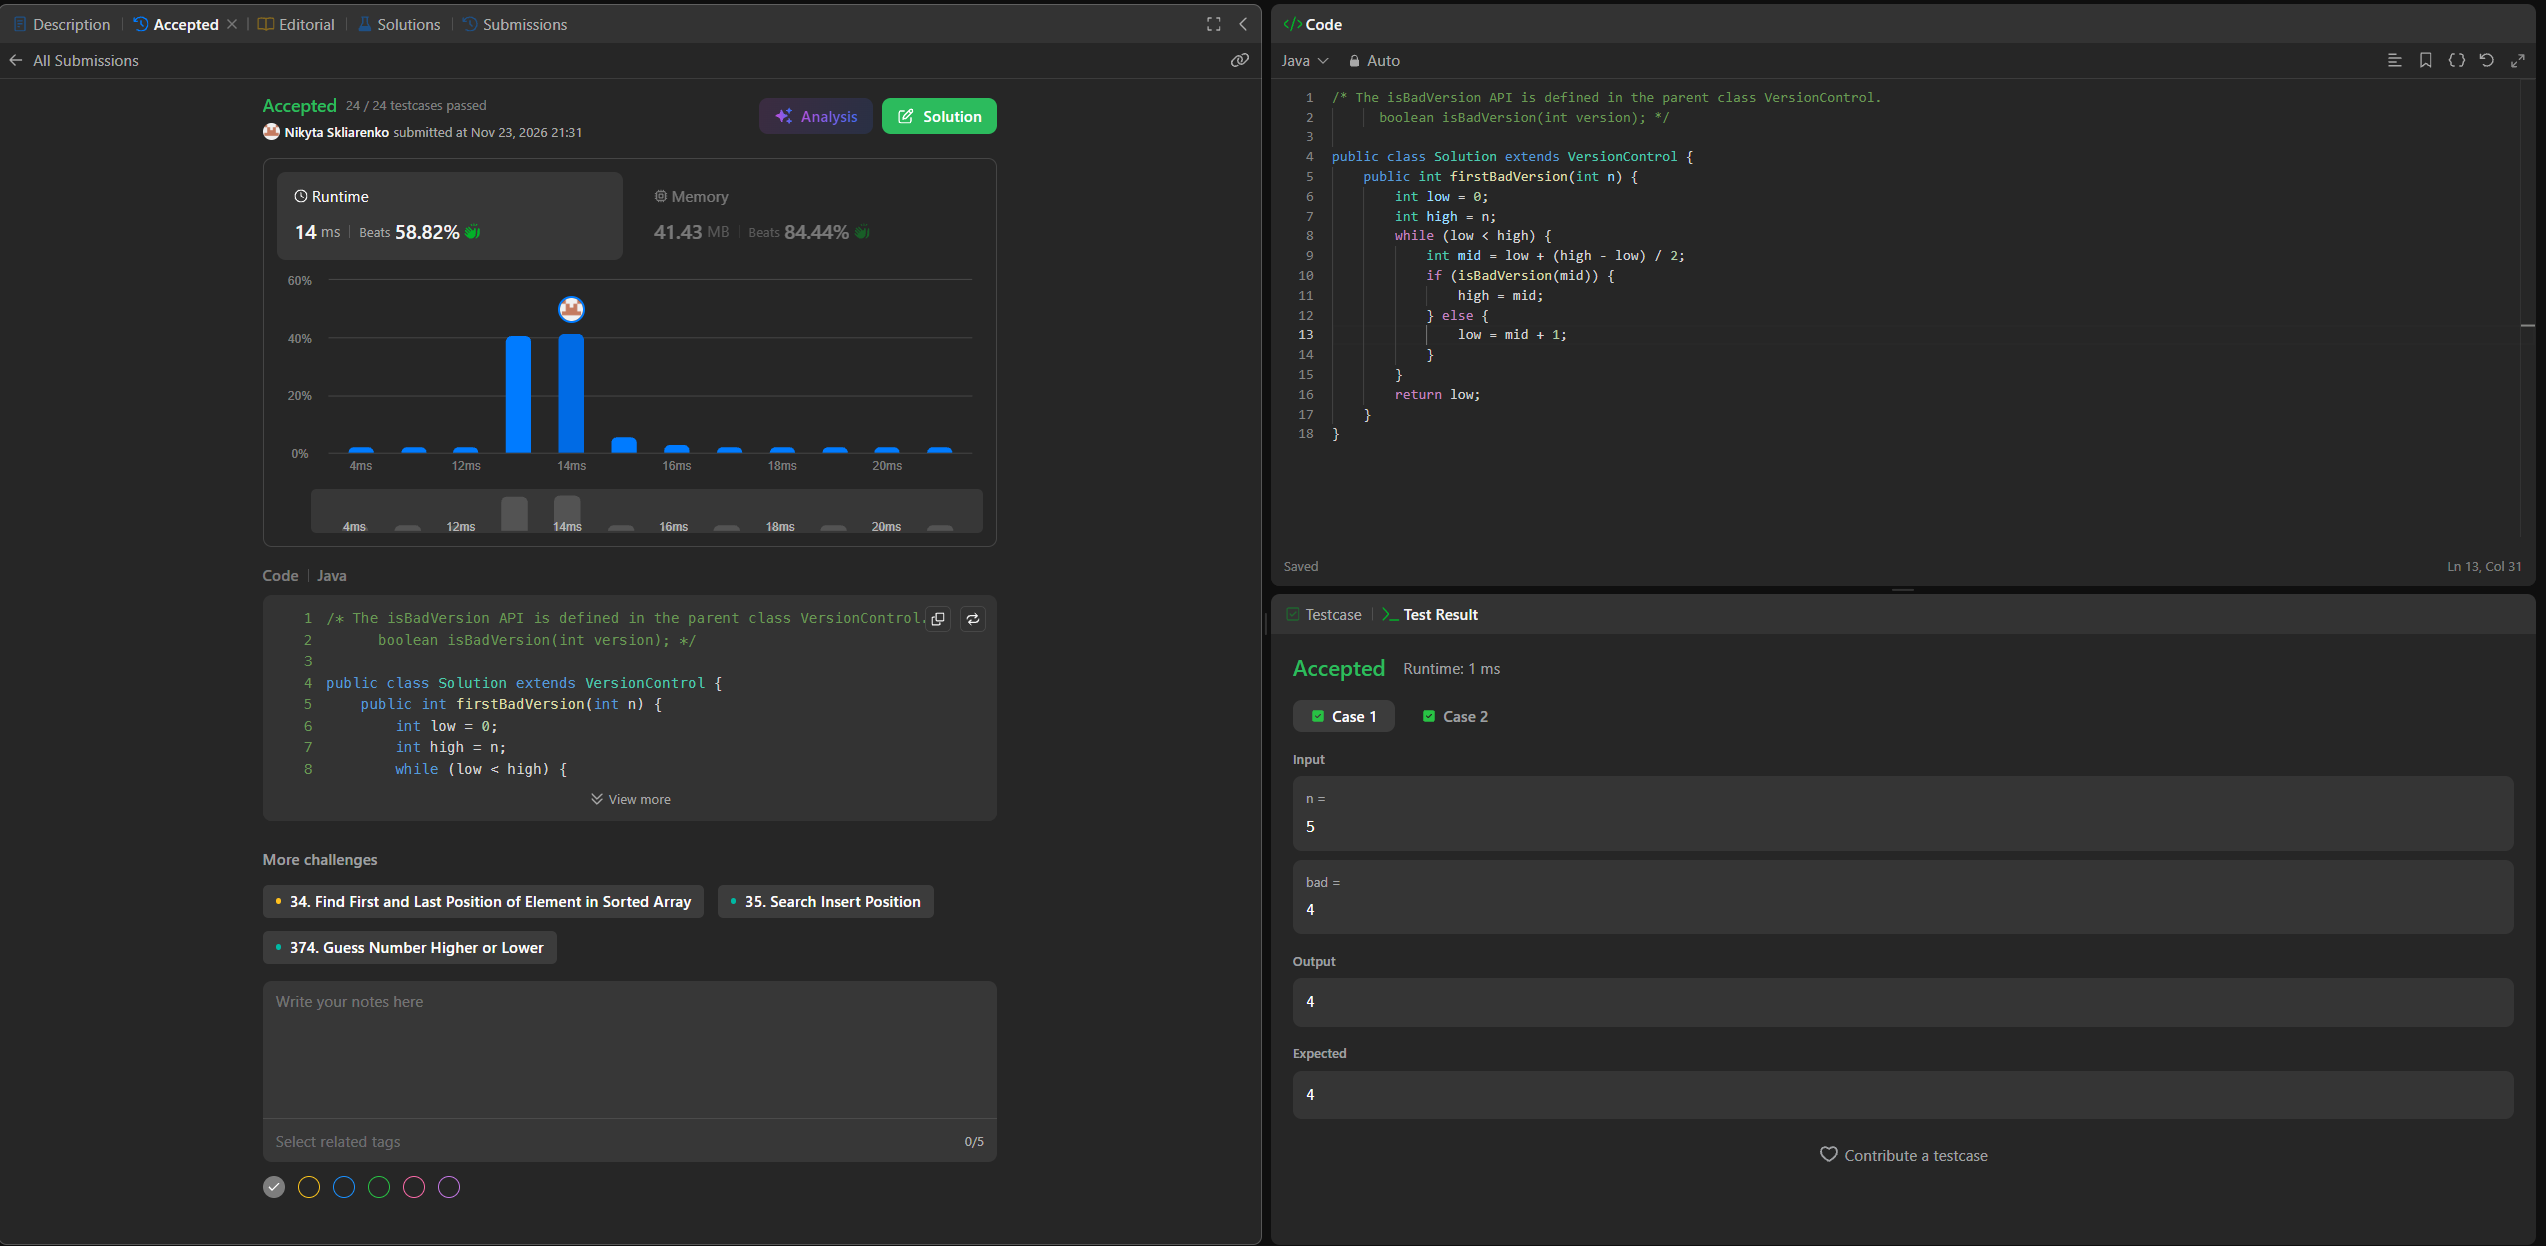 Description
Accepted
Editorial
Solutions
Submissions
All Submissions
Accepted 24 / 24 testcases passed
Nikyta Skliarenko submitted at Nov 23, 2026 21:31
Analysis
Solution
Runtime
14 ms | Beats 58.82%
Memory
41.43 MB | Beats 84.44%
60%
40%
20%
0%
4ms 12ms 14ms 16ms 18ms 20ms
4ms 12ms 14ms 16ms 18ms 20ms
Code | Java
1 /* The isBadVersion API is defined in the parent class VersionControl.
2 boolean isBadVersion(int version); */
3
4 public class Solution extends VersionControl {
5 public int firstBadVersion(int n) {
6 int low = 0;
7 int high = n;
8 while (low < high) {
View more
More challenges
34. Find First and Last Position of Element in Sorted Array
35. Search Insert Position
374. Guess Number Higher or Lower
Write your notes here
Select related tags 0/5
</> Code
Java Auto
1 /* The isBadVersion API is defined in the parent class VersionControl.
2 boolean isBadVersion(int version); */
3
4 public class Solution extends VersionControl {
5 public int firstBadVersion(int n) {
6 int low = 0;
7 int high = n;
8 while (low < high) {
9 int mid = low + (high - low) / 2;
10 if (isBadVersion(mid)) {
11 high = mid;
12 } else {
13 low = mid + 1;
14 }
15 }
16 return low;
17 }
18 }
Saved
Ln 13, Col 31
Testcase
Test Result
Accepted Runtime: 1 ms
Case 1
Case 2
Input
n =
5
bad =
4
Output
4
Expected
4
Contribute a testcase